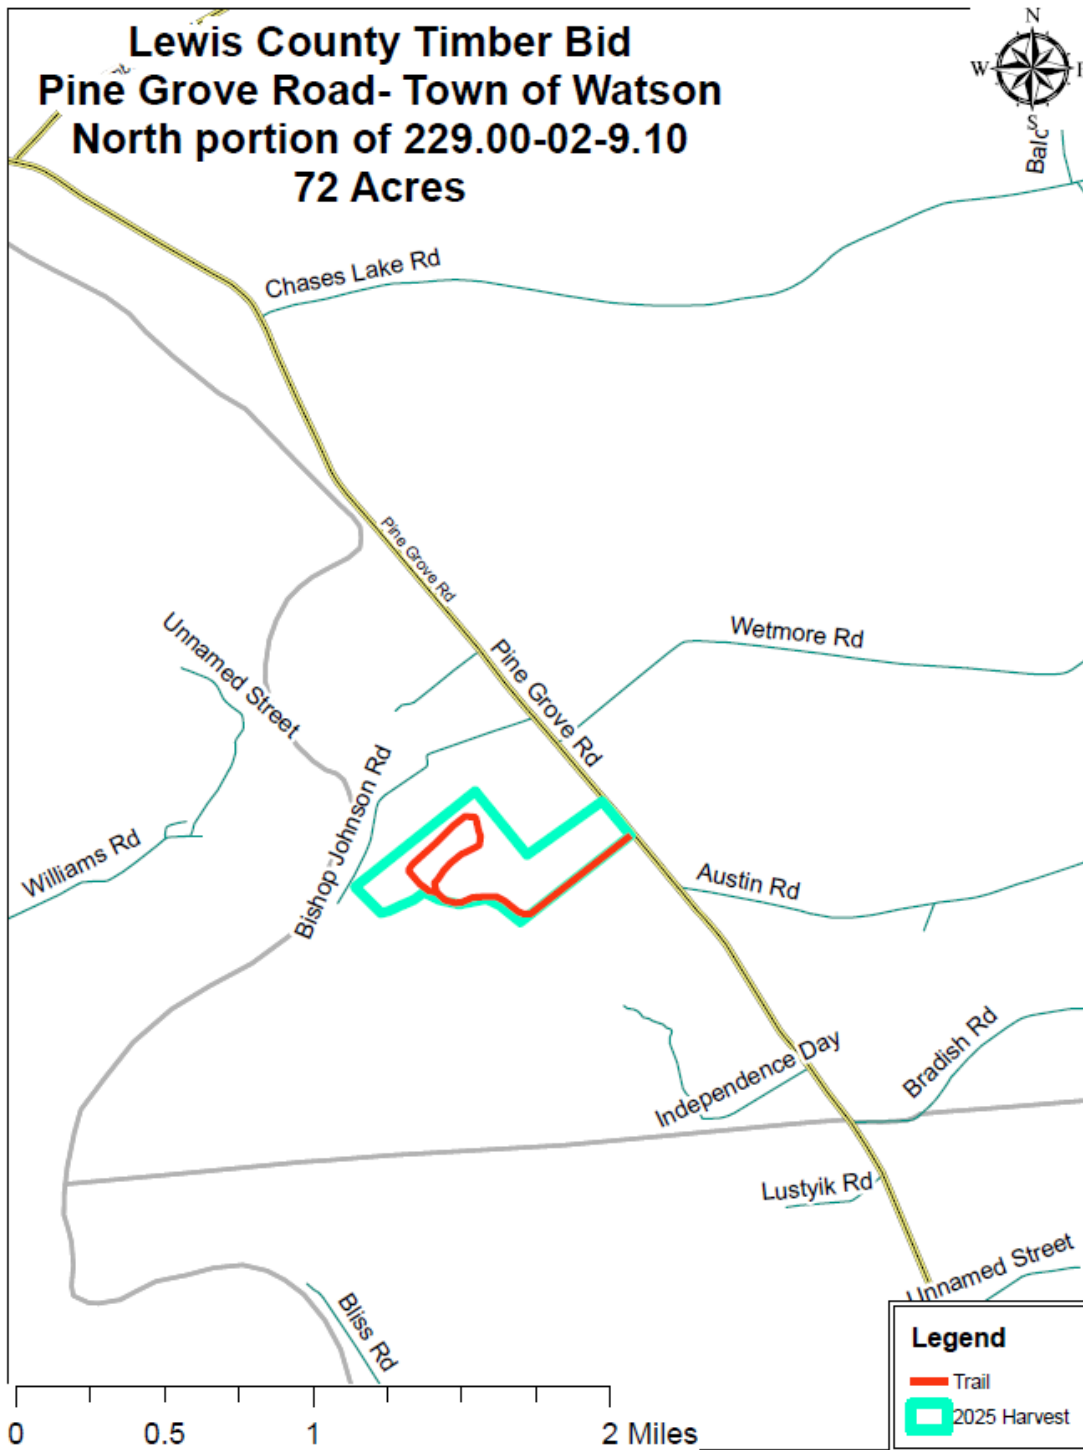 Lewis County Timber Bid
Pine Grove Road- Town of Watson
North portion of 229.00-02-9.10
72 Acres
N
W
S
Chases Lake Rd
Pine Grove Rd
Unnamed Street
Wetmore Rd
Pine Grove Rd
Bishop Johnson Rd
Williams Rd
Austin Rd
Independence Day
Bradish Rd
Lustyik Rd
Unnamed Street
Bliss Rd
Legend
Trail
2025 Harvest
0 0.5 1 2 Miles